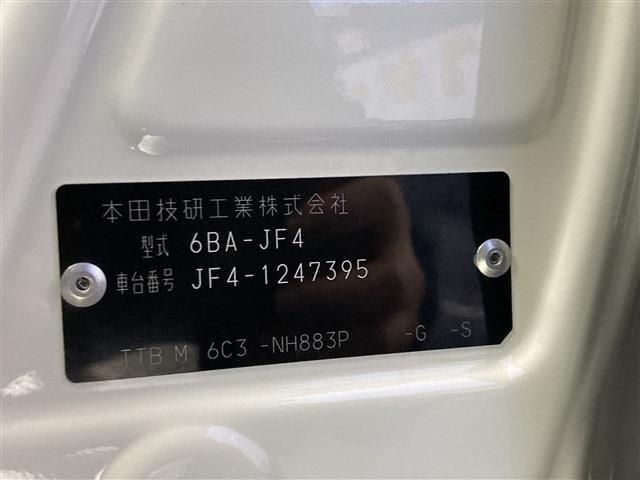 本田技研工業株式会社
型式 6BA-JF4
車台番号 JF4-1247395
TTB M 6C3 -NH883P -G -S